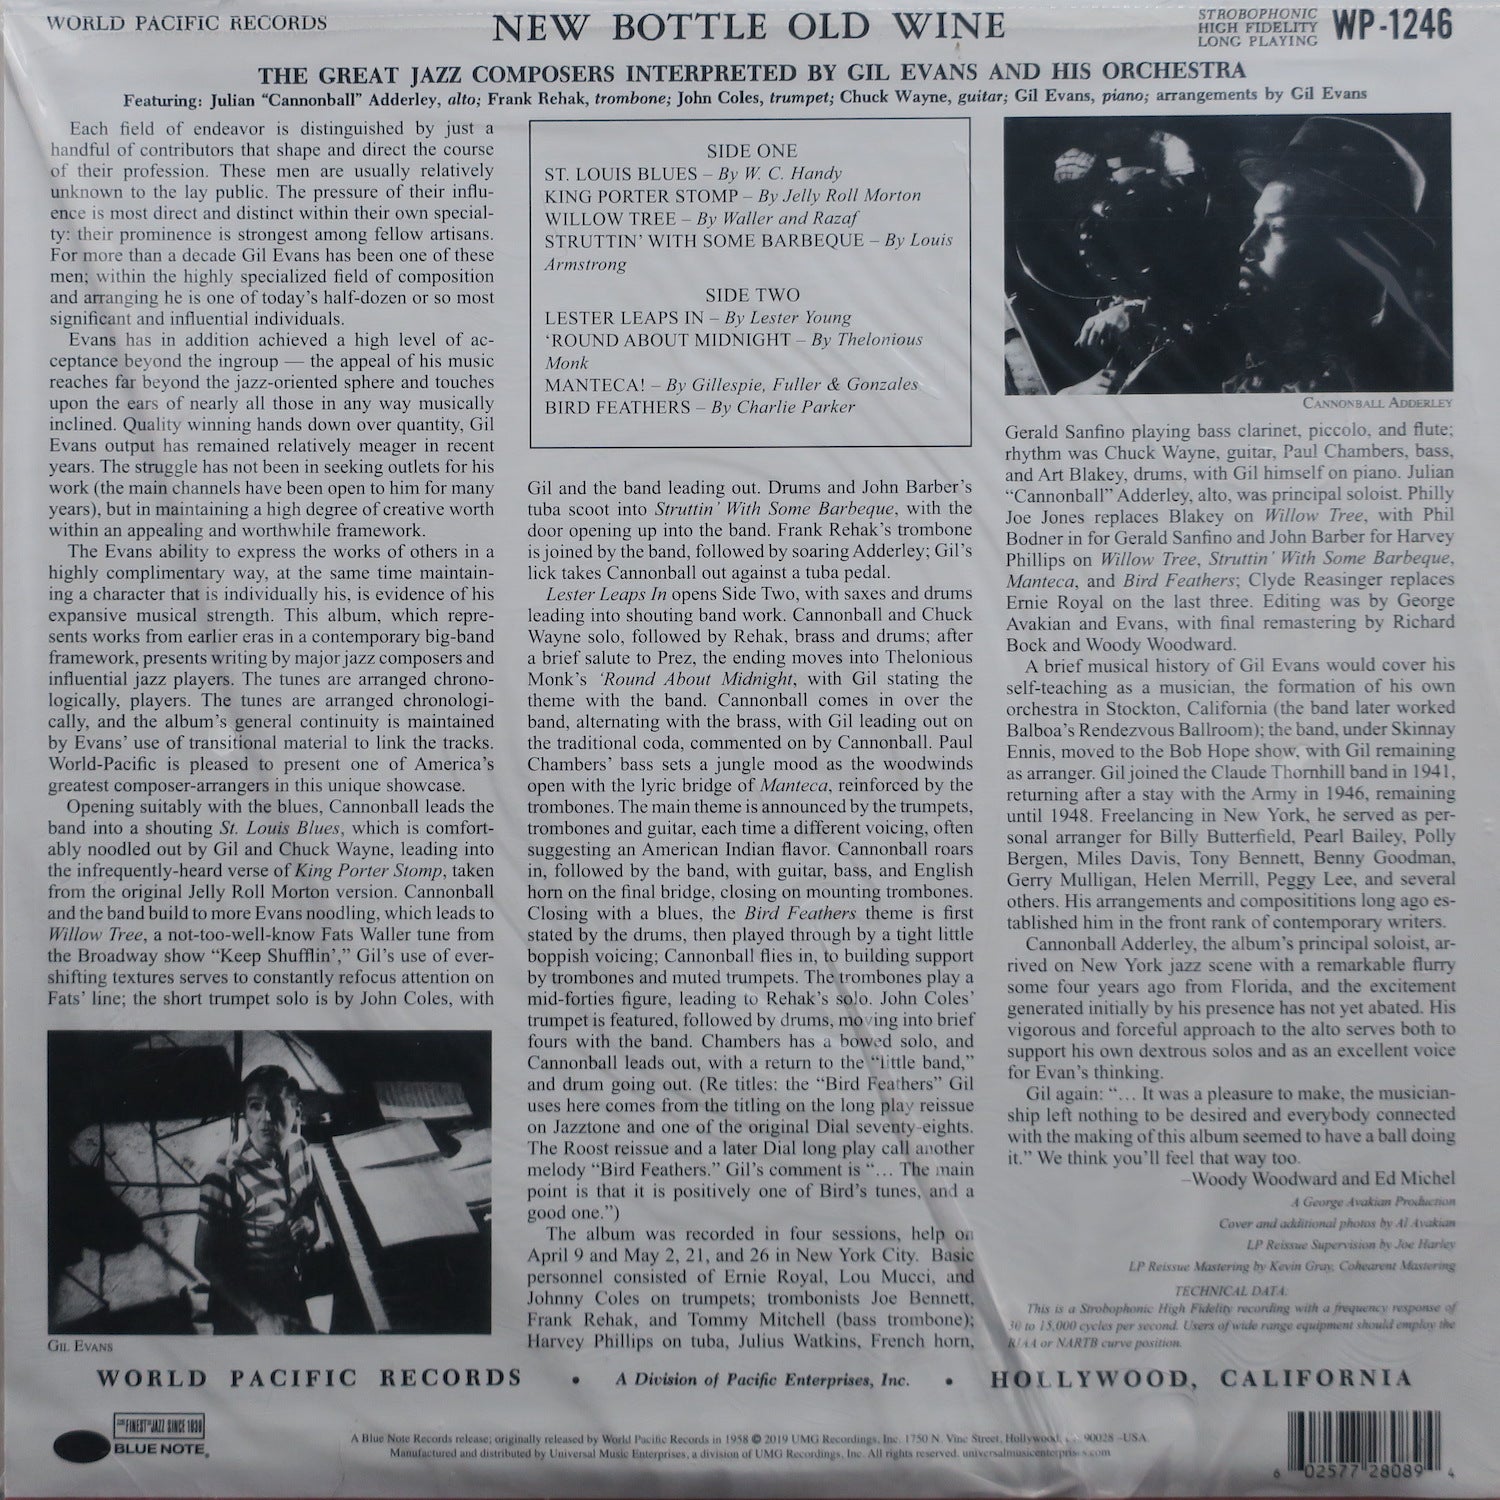 WORLD PACIFIC RECORDS
NEW BOTTLE OLD WINE
STROBOPHONIC
HIGH FIDELITY
LONG PLAYING
WP-1246
THE GREAT JAZZ COMPOSERS INTERPRETED BY GIL EVANS AND HIS ORCHESTRA
Featuring: Julian “Cannonball” Adderley, alto; Frank Rehak, trombone; John Coles, trumpet; Chuck Wayne, guitar; Gil Evans, piano; arrangements by Gil Evans
Each field of endeavor is distinguished by just a
handful of contributors that shape and direct the course
of their profession. These men are usually relatively
unknown to the lay public. The pressure of their influ-
ence is most direct and distinct within their own special-
ty: their prominence is strongest among fellow artisans.
For more than a decade Gil Evans has been one of these
men; within the highly specialized field of composition
and arranging he is one of today’s half-dozen or so most
significant and influential individuals.
Evans has in addition achieved a high level of ac-
ceptance beyond the ingroup — the appeal of his music
reaches far beyond the jazz-oriented sphere and touches
upon the ears of nearly all those in any way musically
inclined. Quality winning hands down over quantity, Gil
Evans output has remained relatively meager in recent
years. The struggle has not been in seeking outlets for his
work (the main channels have been open to him for many
years), but in maintaining a high degree of creative worth
within an appealing and worthwhile framework.
The Evans ability to express the works of others in a
highly complimentary way, at the same time maintain-
ing a character that is individually his, is evidence of his
expansive musical strength. This album, which repre-
sents works from earlier eras in a contemporary big-band
framework, presents writing by major jazz composers and
influential jazz players. The tunes are arranged chrono-
logically, players. The tunes are arranged chronologi-
cally, and the album’s general continuity is maintained
by Evans’ use of transitional material to link the tracks.
World-Pacific is pleased to present one of America’s
greatest composer-arrangers in this unique showcase.
Opening suitably with the blues, Cannonball leads the
band into a shouting St. Louis Blues, which is comfort-
ably noodled out by Gil and Chuck Wayne, leading into
the infrequently-heard verse of King Porter Stomp, taken
from the original Jelly Roll Morton version. Cannonball
and the band build to more Evans noodling, which leads to
Willow Tree, a not-too-well-know Fats Waller tune from
the Broadway show “Keep Shufflin’,” Gil’s use of ever-
shifting textures serves to constantly refocus attention on
Fats’ line; the short trumpet solo is by John Coles, with
GIL EVANS
SIDE ONE
ST. LOUIS BLUES – By W. C. Handy
KING PORTER STOMP – By Jelly Roll Morton
WILLOW TREE – By Waller and Razaf
STRUTTIN’ WITH SOME BARBEQUE – By Louis
Armstrong
SIDE TWO
LESTER LEAPS IN – By Lester Young
‘ROUND ABOUT MIDNIGHT – By Thelonious
Monk
MANTECA! – By Gillespie, Fuller & Gonzales
BIRD FEATHERS – By Charlie Parker
Gil and the band leading out. Drums and John Barber’s
tuba scoot into Struttin’ With Some Barbeque, with the
door opening up into the band. Frank Rehak’s trombone
is joined by the band, followed by soaring Adderley; Gil’s
lick takes Cannonball out against a tuba pedal.
Lester Leaps In opens Side Two, with saxes and drums
leading into shouting band work. Cannonball and Chuck
Wayne solo, followed by Rehak, brass and drums; after
a brief salute to Prez, the ending moves into Thelonious
Monk’s ‘Round About Midnight, with Gil stating the
theme with the band. Cannonball comes in over the
band, alternating with the brass, with Gil leading out on
the traditional coda, commented on by Cannonball. Paul
Chambers’ bass sets a jungle mood as the woodwinds
open with the lyric bridge of Manteca, reinforced by the
trombones. The main theme is announced by the trumpets,
trombones and guitar, each time a different voicing, often
suggesting an American Indian flavor. Cannonball roars
in, followed by the band, with guitar, bass, and English
horn on the final bridge, closing on mounting trombones.
Closing with a blues, the Bird Feathers theme is first
stated by the drums, then played through by a tight little
boppish voicing; Cannonball flies in, to building support
by trombones and muted trumpets. The trombones play a
mid-forties figure, leading to Rehak’s solo. John Coles’
trumpet is featured, followed by drums, moving into brief
fours with the band. Chambers has a bowed solo, and
Cannonball leads out, with a return to the “little band,”
and drum going out. (Re titles: the “Bird Feathers” Gil
uses here comes from the titling on the long play reissue
on Jazztone and one of the original Dial seventy-eights.
The Roost reissue and a later Dial long play call another
melody “Bird Feathers.” Gil’s comment is “... The main
point is that it is positively one of Bird’s tunes, and a
good one.”)
The album was recorded in four sessions, help on
April 9 and May 2, 21, and 26 in New York City. Basic
personnel consisted of Ernie Royal, Lou Mucci, and
Johnny Coles on trumpets; trombonists Joe Bennett,
Frank Rehak, and Tommy Mitchell (bass trombone);
Harvey Phillips on tuba, Julius Watkins, French horn,
CANNONBALL ADDERLEY
Gerald Sanfino playing bass clarinet, piccolo, and flute;
rhythm was Chuck Wayne, guitar, Paul Chambers, bass,
and Art Blakey, drums, with Gil himself on piano. Julian
“Cannonball” Adderley, alto, was principal soloist. Philly
Joe Jones replaces Blakey on Willow Tree, with Phil
Bodner in for Gerald Sanfino and John Barber for Harvey
Phillips on Willow Tree, Struttin’ With Some Barbeque,
Manteca, and Bird Feathers; Clyde Reasinger replaces
Ernie Royal on the last three. Editing was by George
Avakian and Evans, with final remastering by Richard
Bock and Woody Woodward.
A brief musical history of Gil Evans would cover his
self-teaching as a musician, the formation of his own
orchestra in Stockton, California (the band later worked
Balboa’s Rendezvous Ballroom); the band, under Skinnay
Ennis, moved to the Bob Hope show, with Gil remaining
as arranger. Gil joined the Claude Thornhill band in 1941,
returning after a stay with the Army in 1946, remaining
until 1948. Freelancing in New York, he served as per-
sonal arranger for Billy Butterfield, Pearl Bailey, Polly
Bergen, Miles Davis, Tony Bennett, Benny Goodman,
Gerry Mulligan, Helen Merrill, Peggy Lee, and several
others. His arrangements and compositiions long ago es-
tablished him in the front rank of contemporary writers.
Cannonball Adderley, the album’s principal soloist, ar-
rived on New York jazz scene with a remarkable flurry
some four years ago from Florida, and the excitement
generated initially by his presence has not yet abated. His
vigorous and forceful approach to the alto serves both to
support his own dextrous solos and as an excellent voice
for Evan’s thinking.
Gil again: “... It was a pleasure to make, the musician-
ship left nothing to be desired and everybody connected
with the making of this album seemed to have a ball doing
it.” We think you’ll feel that way too.
–Woody Woodward and Ed Michel
A George Avakian Production
Cover and additional photos by Al Avakian
LP Reissue Supervision by Joe Harley
LP Reissue Mastering by Kevin Gray, Cohearent Mastering
TECHNICAL DATA:
This is a Strobophonic High Fidelity recording with a frequency response of
30 to 15,000 cycles per second. Users of wide range equipment should employ the
RIAA or NARTB curve position.
WORLD PACIFIC RECORDS • A Division of Pacific Enterprises, Inc. • HOLLYWOOD, CALIFORNIA
THE FINEST IN JAZZ SINCE 1939
BLUE NOTE®
A Blue Note Records release; originally released by World Pacific Records in 1958 © 2019 UMG Recordings, Inc. 1750 N. Vine Street, Hollywood, 90028 –USA.
Manufactured and distributed by Universal Music Enterprises, a division of UMG Recordings, Inc. All rights reserved. universalmusicenterprises.com
6 02577 28089 4